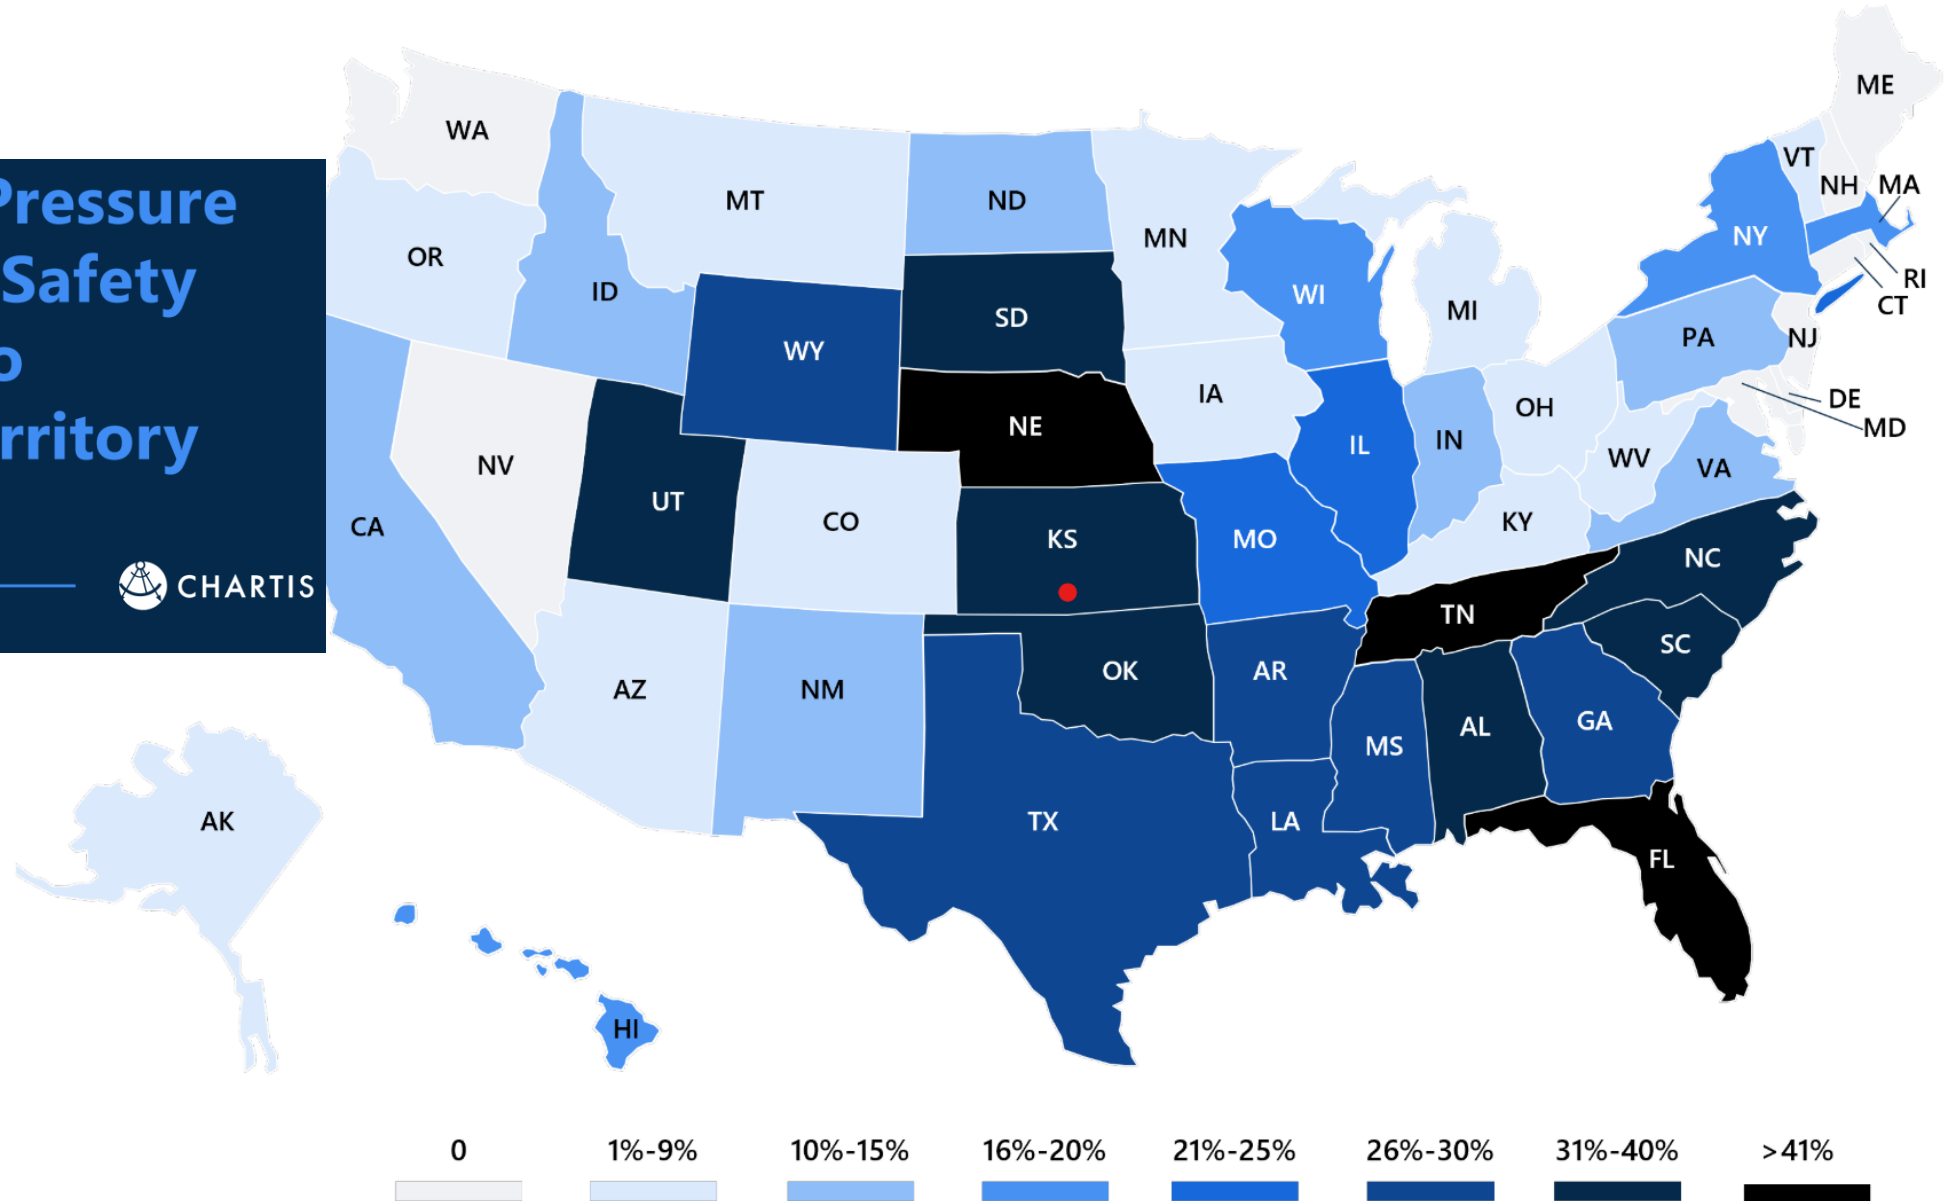 Pressure
Safety
o
rritory
CHARTIS
WA
MT
ND
MN
ME
VT
NH
MA
OR
ID
WY
SD
WI
MI
NY
RI
CT
NE
IA
PA
NJ
DE
MD
NV
UT
CO
KS
MO
IL
IN
OH
WV
VA
KY
CA
AZ
NM
OK
AR
TN
NC
SC
TX
LA
MS
AL
GA
FL
AK
HI
0 1%-9% 10%-15% 16%-20% 21%-25% 26%-30% 31%-40% >41%